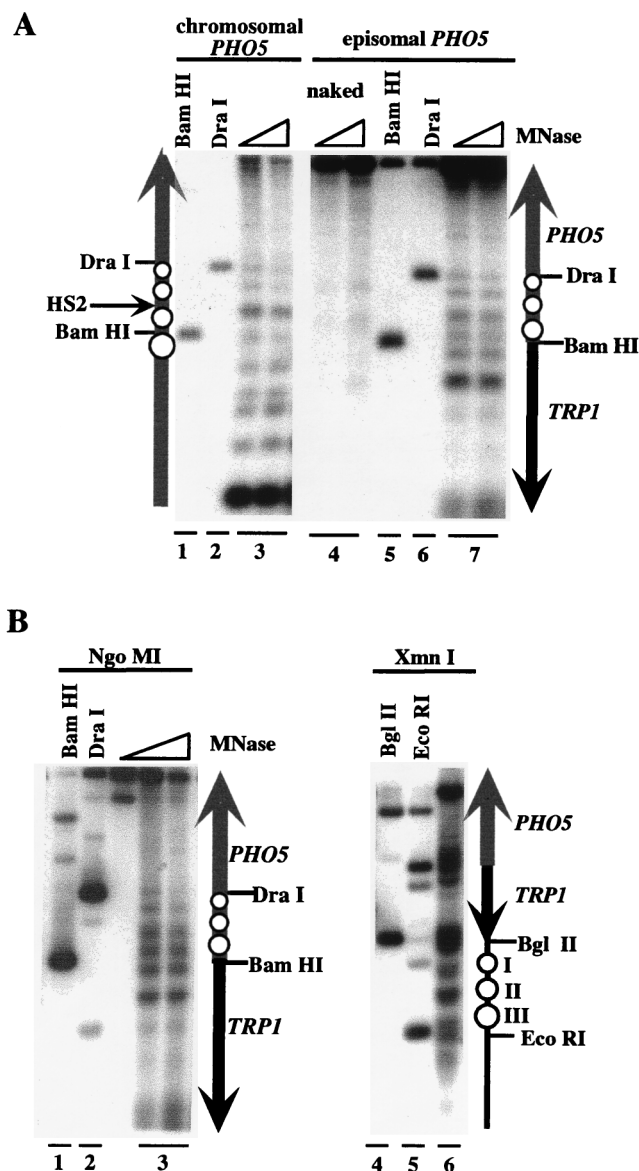 A
chromosomal
PHO5
episomal PHO5
naked
Bam HI
Dra I
Bam HI
Dra I
MNase
Dra I
HS2
Bam HI
PHO5
Dra I
Bam HI
TRP1
1 2 3 4 5 6 7
B
Ngo MI
Xmn I
Bam HI
Dra I
MNase
Bgl II
Eco RI
PHO5
Dra I
Bam HI
TRP1
PHO5
TRP1
Bgl II
I
II
III
Eco RI
1 2 3 4 5 6